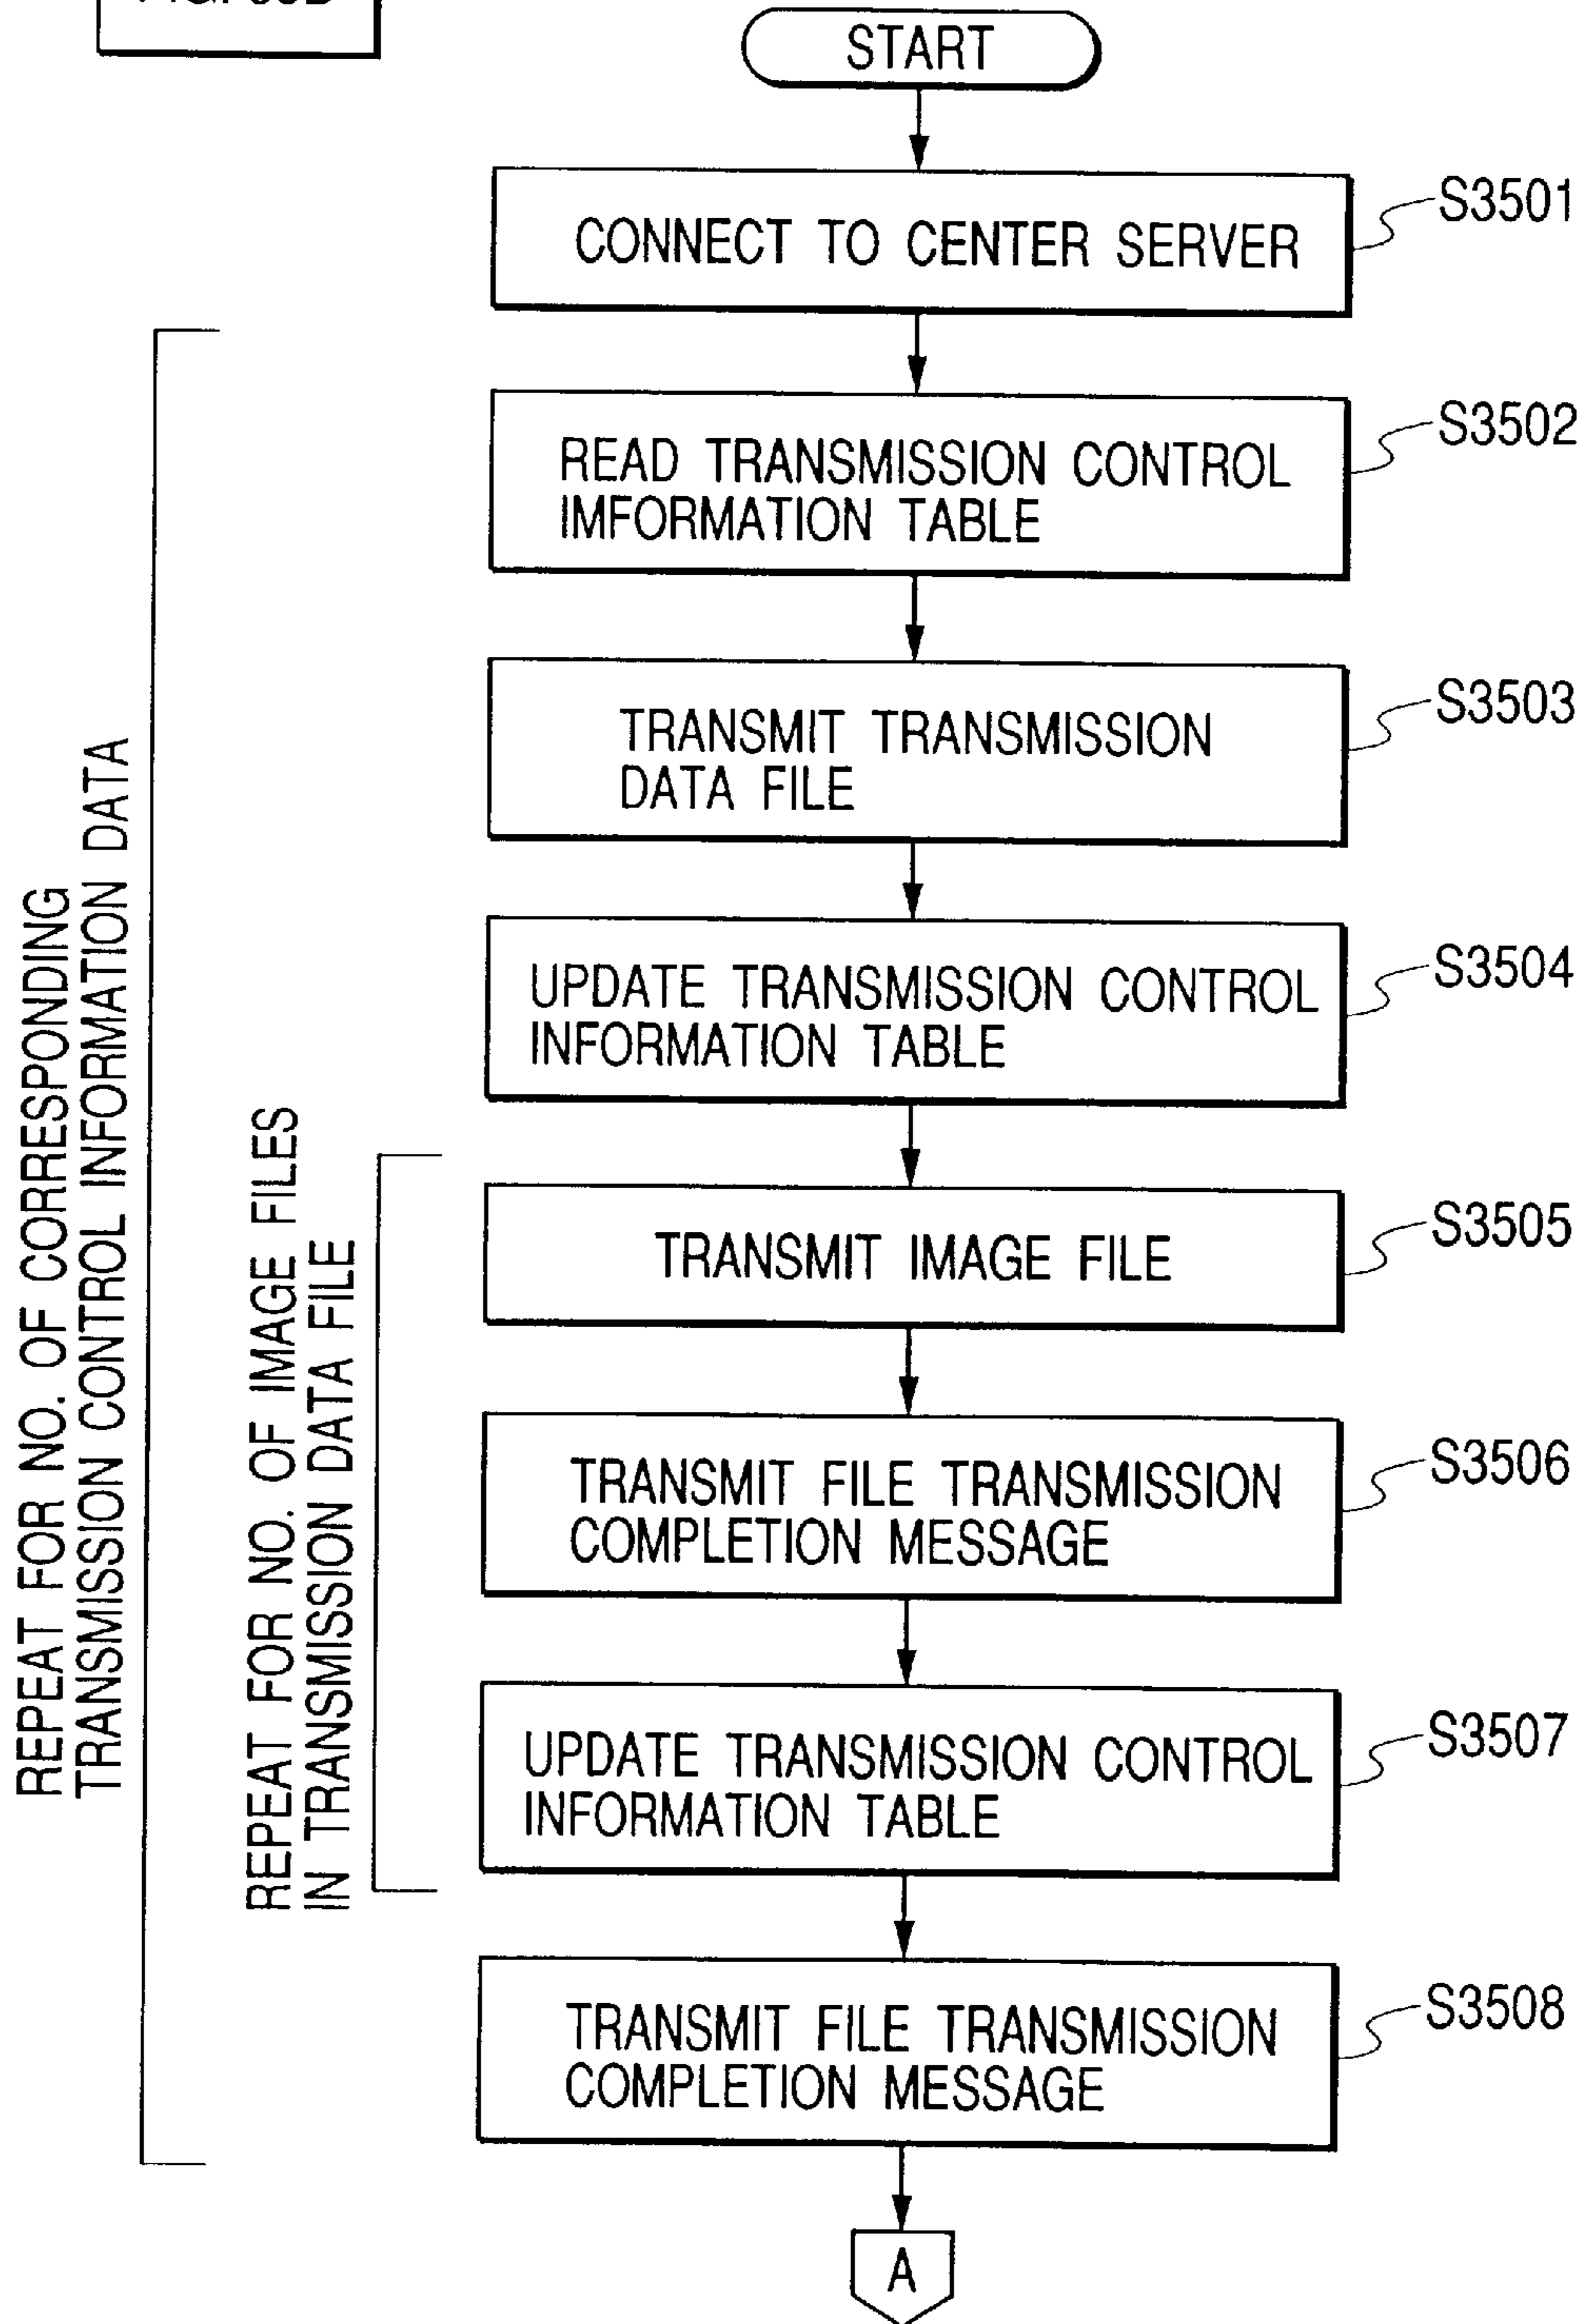 START
CONNECT TO CENTER SERVER
S3501
READ TRANSMISSION CONTROL
IMFORMATION TABLE
S3502
TRANSMIT TRANSMISSION
DATA FILE
S3503
UPDATE TRANSMISSION CONTROL
INFORMATION TABLE
S3504
TRANSMIT IMAGE FILE
S3505
TRANSMIT FILE TRANSMISSION
COMPLETION MESSAGE
S3506
UPDATE TRANSMISSION CONTROL
INFORMATION TABLE
S3507
TRANSMIT FILE TRANSMISSION
COMPLETION MESSAGE
S3508
A
REPEAT FOR NO. OF CORRESPONDING
TRANSMISSION CONTROL INFORMATION DATA
REPEAT FOR NO. OF IMAGE FILES
IN TRANSMISSION DATA FILE